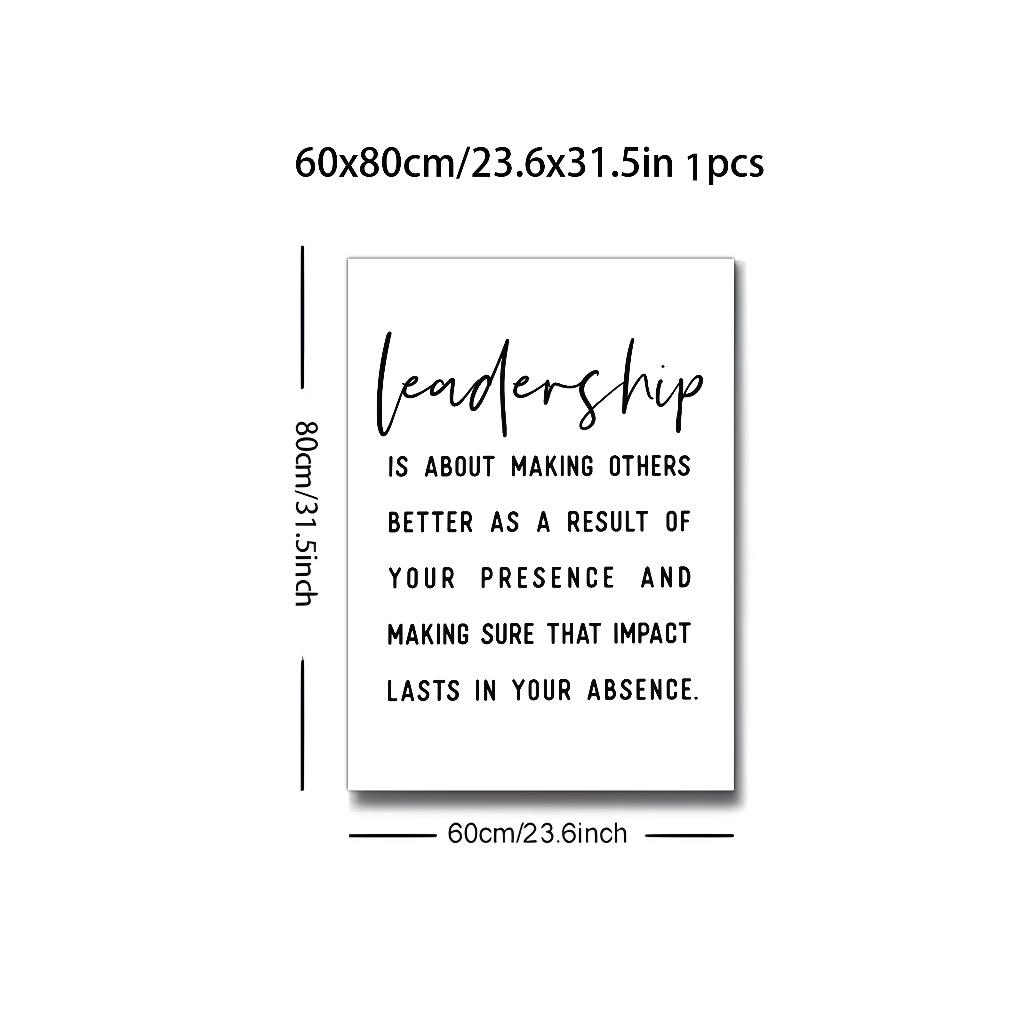 60x80cm/23.6x31.5in 1pcs
80cm/31.5inch
leadership
IS ABOUT MAKING OTHERS
BETTER AS A RESULT OF
YOUR PRESENCE AND
MAKING SURE THAT IMPACT
LASTS IN YOUR ABSENCE.
60cm/23.6inch